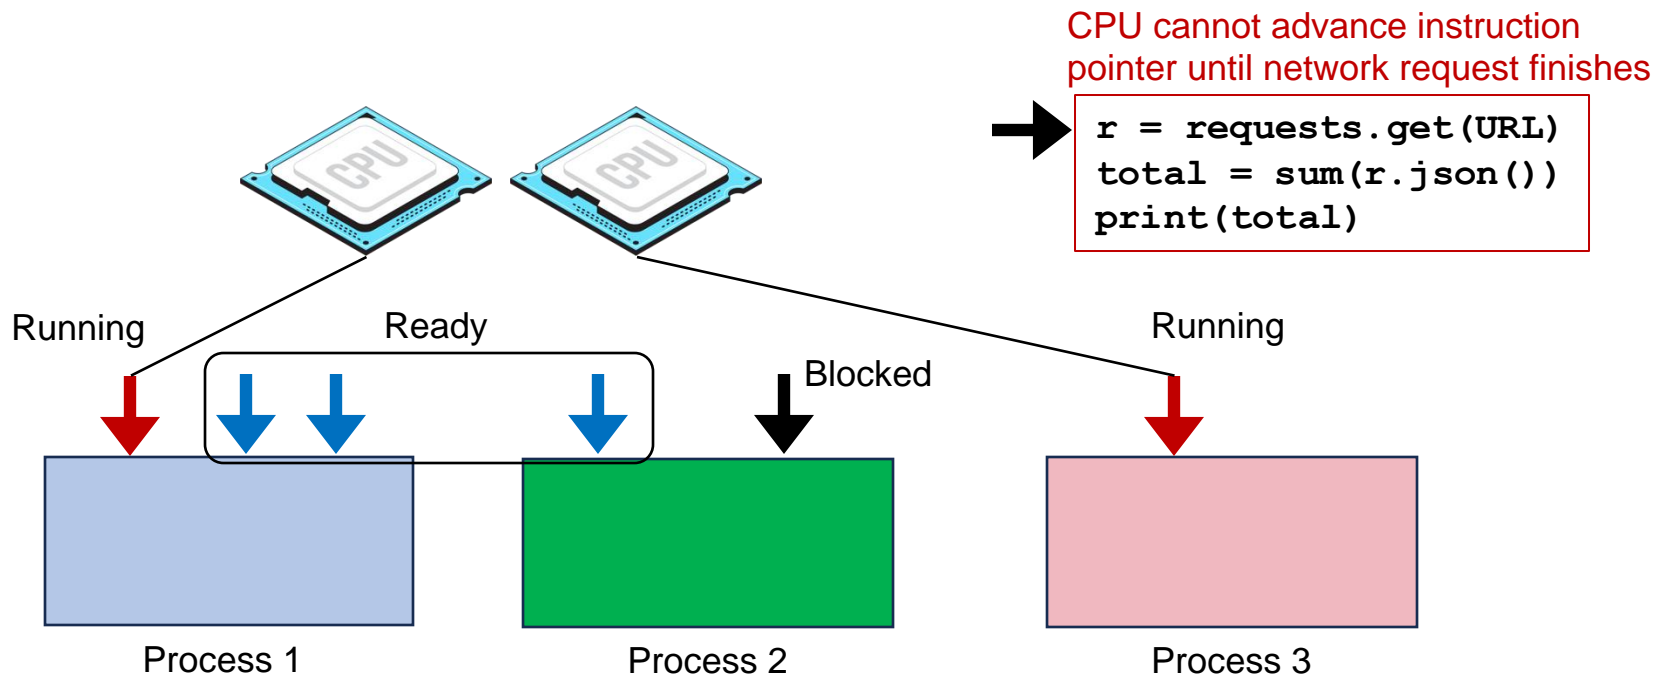 CPU cannot advance instruction
pointer until network request finishes
r = requests.get(URL)
total = sum(r.json())
print(total)
CPU
CPU
Running
Ready
Running
Blocked
Process 1
Process 2
Process 3